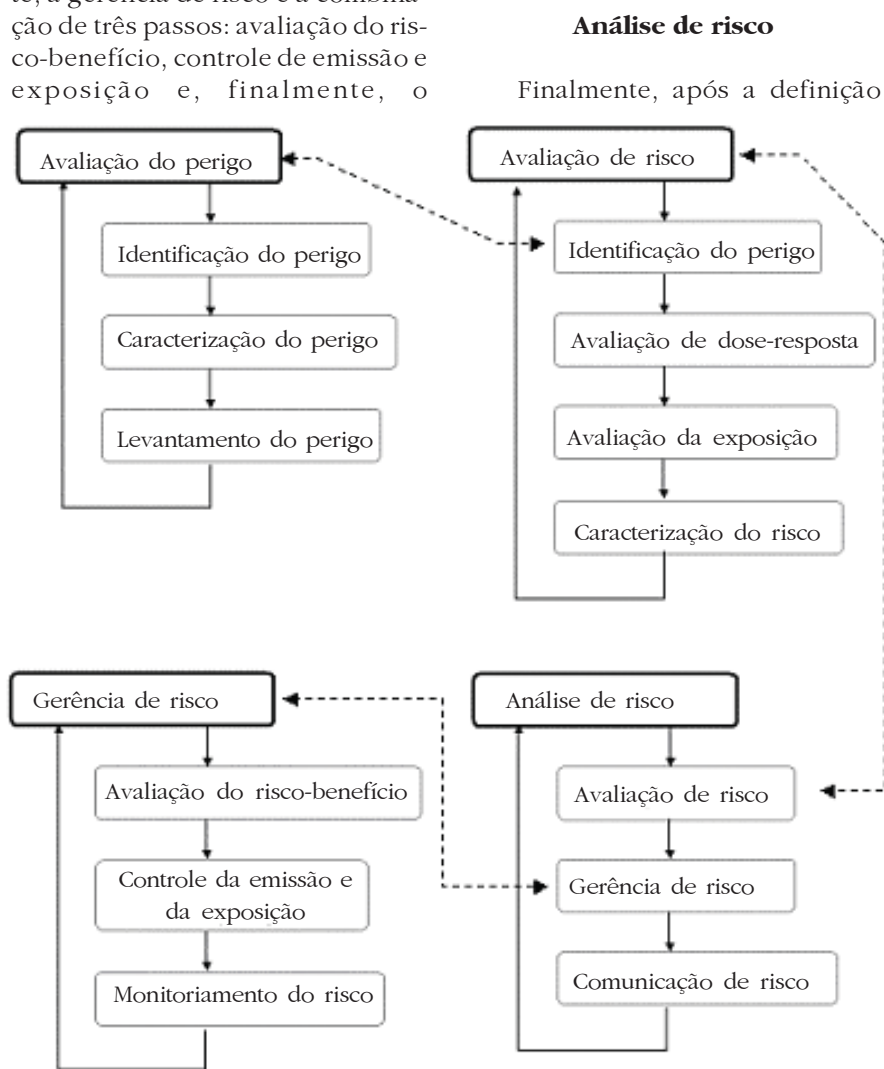 te, a gerência de risco é a combina-
ção de três passos: avaliação do ris-
co-benefício, controle de emissão e
exposição e, finalmente, o
Análise de risco
Finalmente, após a definição
Avaliação do perigo
Identificação do perigo
Caracterização do perigo
Levantamento do perigo
Avaliação de risco
Identificação do perigo
Avaliação de dose-resposta
Avaliação da exposição
Caracterização do risco
Gerência de risco
Avaliação do risco-benefício
Controle da emissão e
da exposição
Monitoriamento do risco
Análise de risco
Avaliação de risco
Gerência de risco
Comunicação de risco